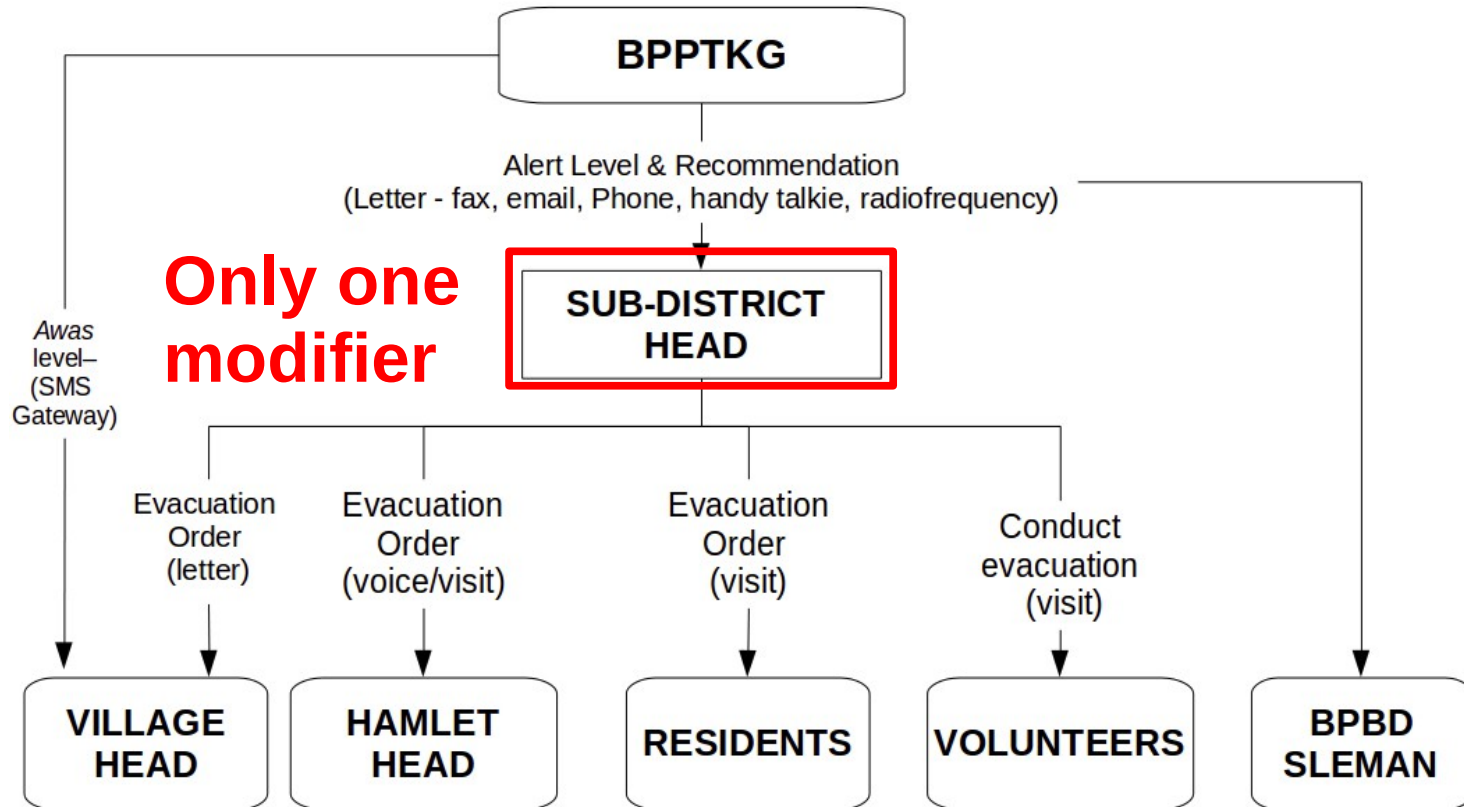 BPPTKG
Alert Level & Recommendation
(Letter - fax, email, Phone, handy talkie, radiofrequency)
Only one
modifier
SUB-DISTRICT
HEAD
Awas
level–
(SMS
Gateway)
Evacuation
Order
(letter)
Evacuation
Order
(voice/visit)
Evacuation
Order
(visit)
Conduct
evacuation
(visit)
VILLAGE
HEAD
HAMLET
HEAD
RESIDENTS
VOLUNTEERS
BPBD
SLEMAN